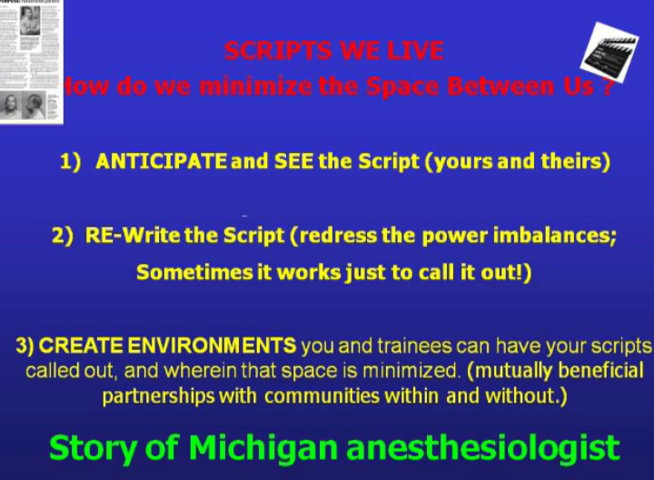 SCRIPTS WE LIVE
How do we minimize the Space Between Us ?
1) ANTICIPATE and SEE the Script (yours and theirs)
2) RE-Write the Script (redress the power imbalances;
Sometimes it works just to call it out!)
3) CREATE ENVIRONMENTS you and trainees can have your scripts
called out, and wherein that space is minimized. (mutually beneficial
partnerships with communities within and without.)
Story of Michigan anesthesiologist